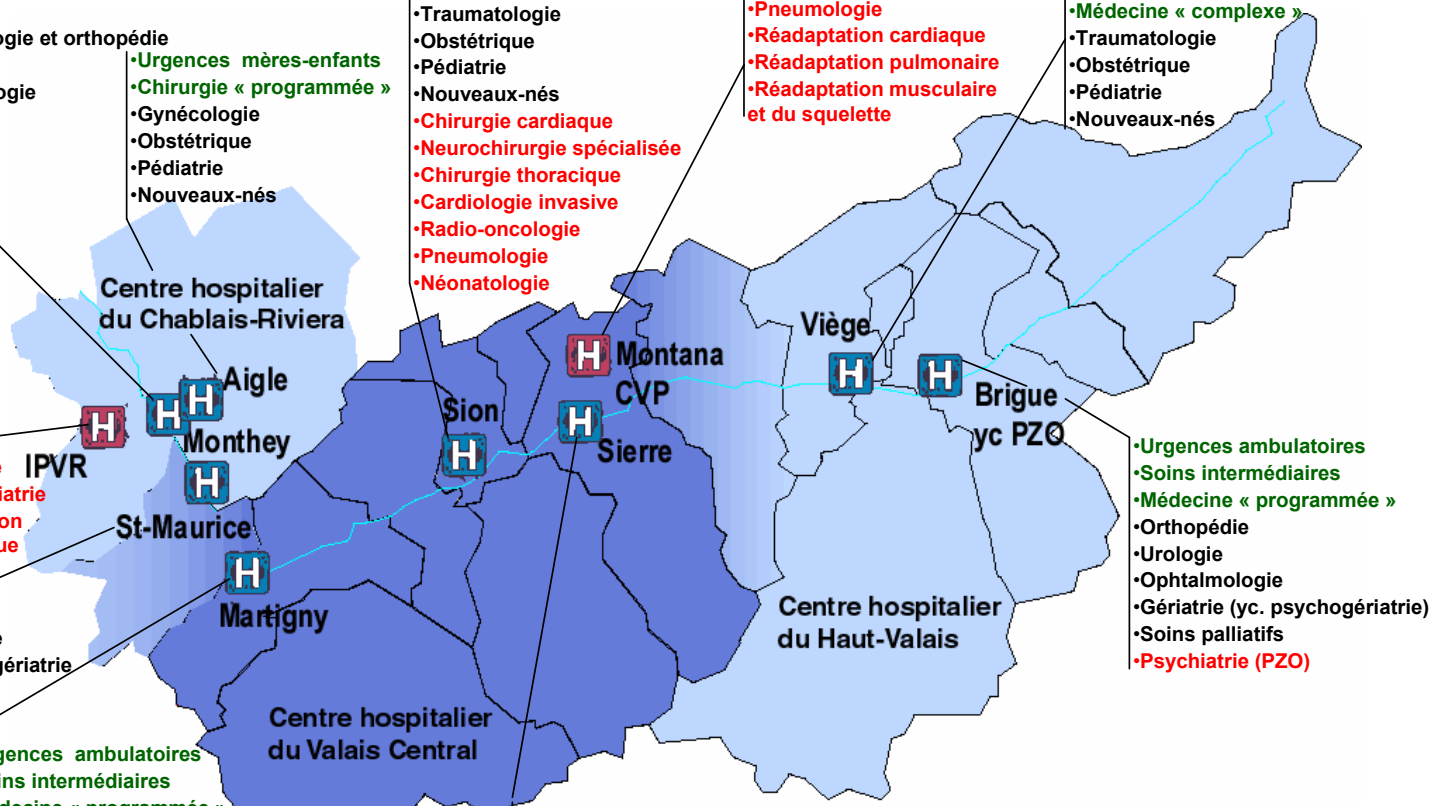 ogie et orthopédie
ogie
•Urgences mères-enfants
•Chirurgie « programmée »
•Gynécologie
•Obstétrique
•Pédiatrie
•Nouveaux-nés
•Traumatologie
•Obstétrique
•Pédiatrie
•Nouveaux-nés
•Chirurgie cardiaque
•Neurochirurgie spécialisée
•Chirurgie thoracique
•Cardiologie invasive
•Radio-oncologie
•Pneumologie
•Néonatologie
•Pneumologie
•Réadaptation cardiaque
•Réadaptation pulmonaire
•Réadaptation musculaire
et du squelette
•Médecine « complexe »
•Traumatologie
•Obstétrique
•Pédiatrie
•Nouveaux-nés
Centre hospitalier
du Chablais-Riviera
H
Aigle
H
Monthey
H
IPVR
H
St-Maurice
H
Martigny
Sion
H
H
Montana
CVP
H
Sierre
Viège
H
H
Brigue
yc PZO
e
iatrie
on
ue
e
gériatrie
Centre hospitalier
du Valais Central
Centre hospitalier
du Haut-Valais
•Urgences ambulatoires
•Soins intermédiaires
•Médecine « programmée »
•Orthopédie
•Urologie
•Ophtalmologie
•Gériatrie (yc. psychogériatrie)
•Soins palliatifs
•Psychiatrie (PZO)
gences ambulatoires
ins intermédiaires
decine « programmée »